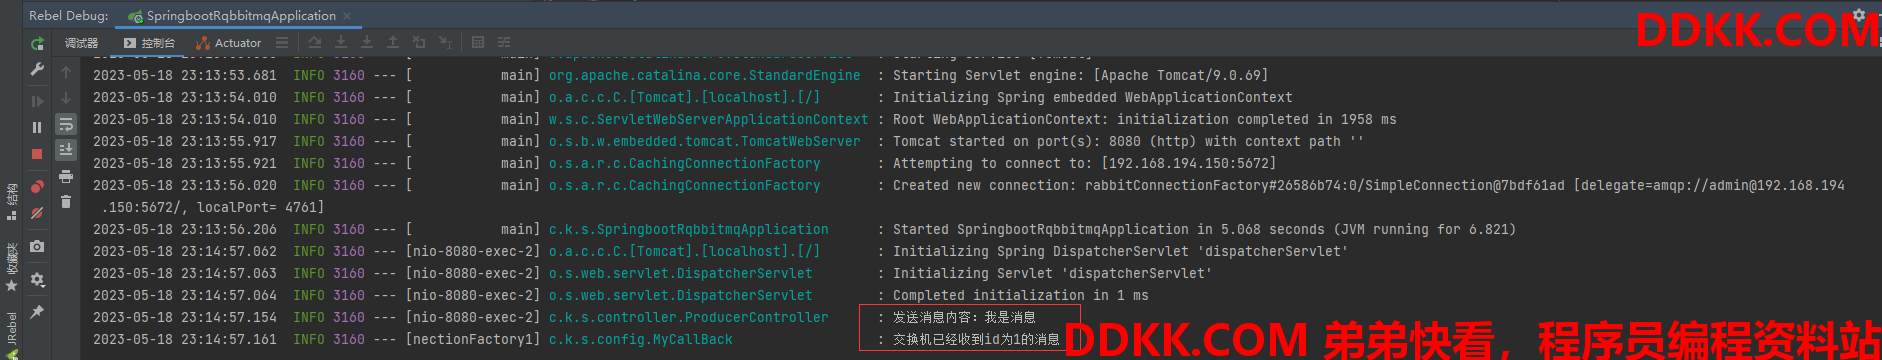 Rebel Debug: SpringbootRqbbitmqApplication ×
DDKK.COM
调试器 控制台 Actuator
2023-05-18 23:13:53.681  INFO 3160 --- [           main] org.apache.catalina.core.StandardEngine  : Starting Servlet engine: [Apache Tomcat/9.0.69]
2023-05-18 23:13:54.010  INFO 3160 --- [           main] o.a.c.c.C.[Tomcat].[localhost].[/]       : Initializing Spring embedded WebApplicationContext
2023-05-18 23:13:54.010  INFO 3160 --- [           main] w.s.c.ServletWebServerApplicationContext : Root WebApplicationContext: initialization completed in 1958 ms
2023-05-18 23:13:55.917  INFO 3160 --- [           main] o.s.b.w.embedded.tomcat.TomcatWebServer  : Tomcat started on port(s): 8080 (http) with context path ''
2023-05-18 23:13:55.921  INFO 3160 --- [           main] o.s.a.r.c.CachingConnectionFactory       : Attempting to connect to: [192.168.194.150:5672]
2023-05-18 23:13:56.020  INFO 3160 --- [           main] o.s.a.r.c.CachingConnectionFactory       : Created new connection: rabbitConnectionFactory#26586b74:0/SimpleConnection@7bdf61ad [delegate=amqp://admin@192.168.194
.150:5672/, localPort= 4761]
2023-05-18 23:13:56.206  INFO 3160 --- [           main] c.k.s.SpringbootRqbbitmqApplication      : Started SpringbootRqbbitmqApplication in 5.068 seconds (JVM running for 6.821)
2023-05-18 23:14:57.062  INFO 3160 --- [nio-8080-exec-2] o.a.c.c.C.[Tomcat].[localhost].[/]       : Initializing Spring DispatcherServlet 'dispatcherServlet'
2023-05-18 23:14:57.063  INFO 3160 --- [nio-8080-exec-2] o.s.web.servlet.DispatcherServlet        : Initializing Servlet 'dispatcherServlet'
2023-05-18 23:14:57.064  INFO 3160 --- [nio-8080-exec-2] o.s.web.servlet.DispatcherServlet        : Completed initialization in 1 ms
2023-05-18 23:14:57.154  INFO 3160 --- [nio-8080-exec-2] c.k.s.controller.ProducerController      : 发送消息内容：我是消息
2023-05-18 23:14:57.161  INFO 3160 --- [nectionFactory1] c.k.s.config.MyCallBack                  : 交换机已经收到id为1的消息
DDKK.COM 弟弟快看，程序员编程资料站
结构
收藏夹
JRebel